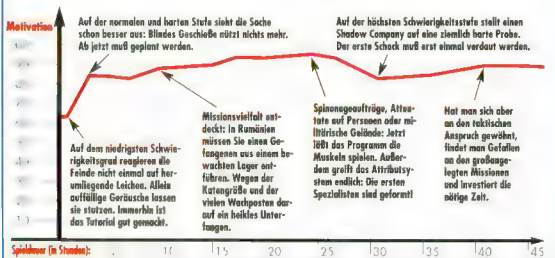 Motivation
Auf der normalen und harten Stufe sieht die Sache
schon besser aus: Blindes Geschieße nützt nichts mehr.
Ab jetzt muß geplant werden.
Auf der höchsten Schwierigkeitsstufe stellt einen
Shadow Company auf eine ziemlich harte Probe.
Der erste Schock muß erst einmal verdaut werden.
Auf dem niedrigsten Schwie-
rigkeitsgrad reagieren die
Feinde nicht einmal auf her-
umliegende Leichen. Allein
auffällige Geräusche lassen
sie stutzen. Immerhin ist
das Tutorial gut gemacht.
Missionsvielfalt ent-
deckt: In Rumänien
müssen Sie einen Ge-
fangenen aus einem be-
wachten Lager ent-
führen. Wegen der
Katengröße und der
vielen Wachposten dar-
auf ein heikles Unter-
fangen.
Spionageaufträge, Atten-
tate auf Personen oder mi-
litärische Gelände: Jetzt
läßt das Programm die
Muskeln spielen. Außer-
dem greift das Attributsy-
stem endlich: Die ersten
Spezialisten sind geformt!
Hat man sich aber
an den taktischen
Anspruch gewöhnt,
findet man Gefallen
an den großange-
legten Missionen
und investiert die
nötige Zeit.
Spieldauer (in Stunden): 10 15 20 25 30 35 40 45